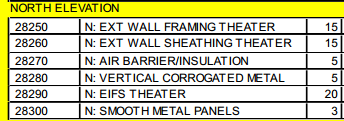 NORTH ELEVATION
28250 N: EXT WALL FRAMING THEATER 15
28260 N: EXT WALL SHEATHING THEATER 15
28270 N: AIR BARRIER/INSULATION 5
28280 N: VERTICAL CORROGATED METAL 5
28290 N: EIFS THEATER 20
28300 N: SMOOTH METAL PANELS 3